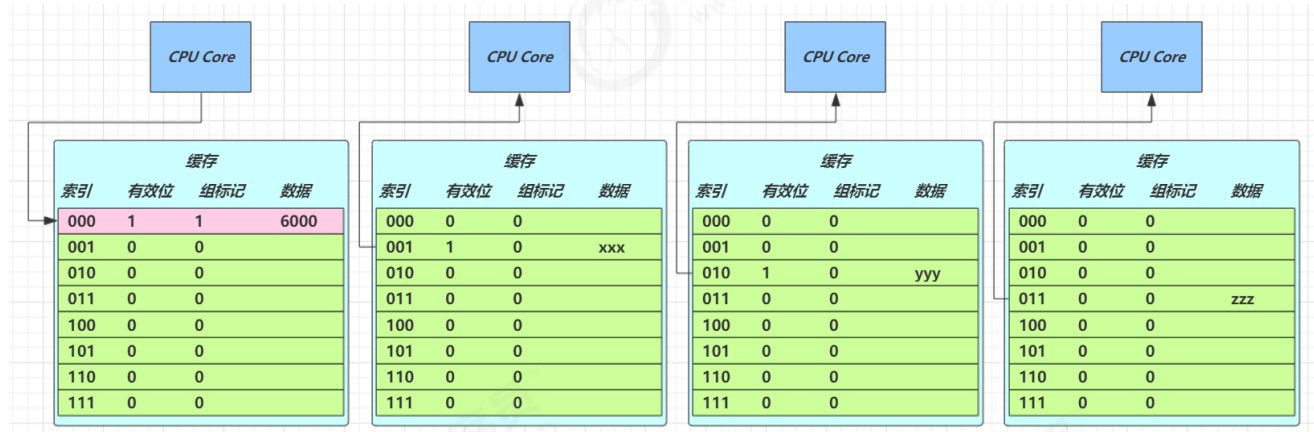 CPU Core CPU Core CPU Core CPU Core
缓存 缓存 缓存 缓存
索引 有效位 组标记 数据 索引 有效位 组标记 数据 索引 有效位 组标记 数据 索引 有效位 组标记 数据
000 1 1 6000 000 0 0 000 0 0 000 0 0
001 0 0 001 1 0 xxx 001 0 0 001 0 0
010 0 0 010 0 0 010 1 0 yyy 010 0 0
011 0 0 011 0 0 011 0 0 011 0 0 zzz
100 0 0 100 0 0 100 0 0 100 0 0
101 0 0 101 0 0 101 0 0 101 0 0
110 0 0 110 0 0 110 0 0 110 0 0
111 0 0 111 0 0 111 0 0 111 0 0